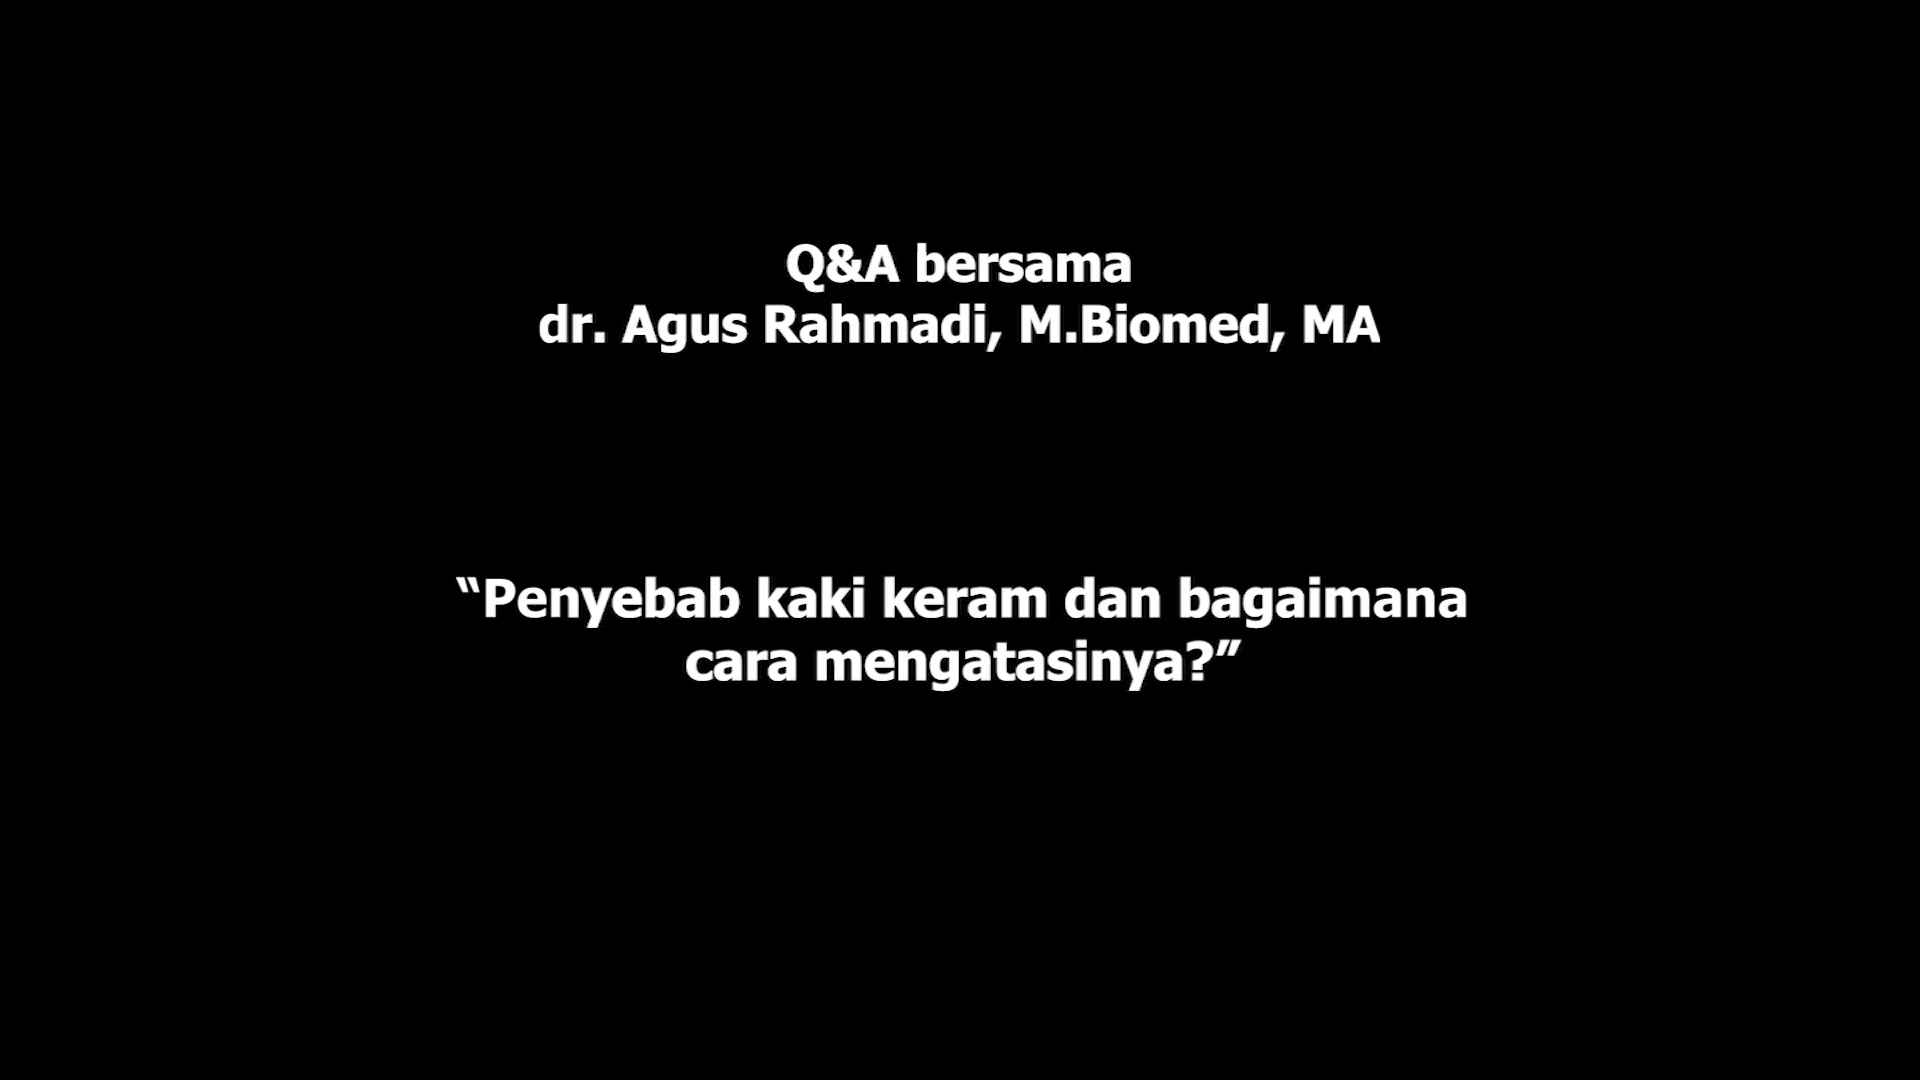 Q&A bersama
dr. Agus Rahmadi, M.Biomed, MA
“Penyebab kaki keram dan bagaimana
cara mengatasinya?”